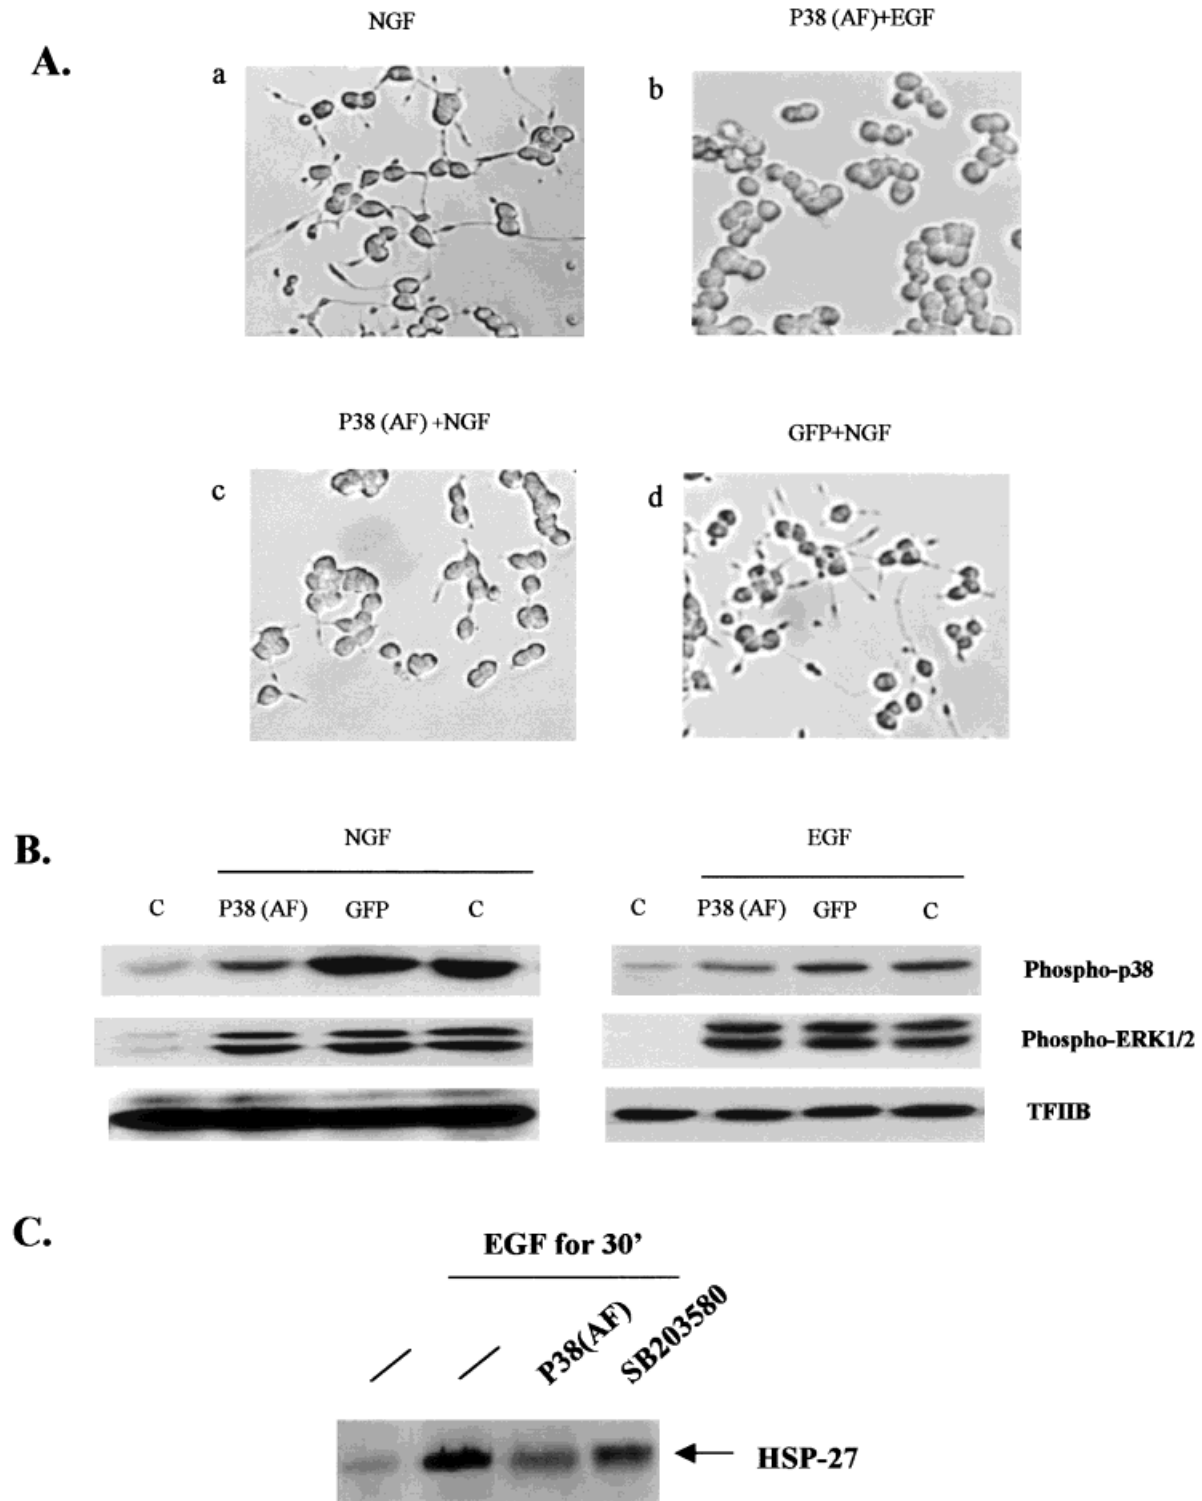 NGF
P38 (AF)+EGF
A.
a
b
P38 (AF) +NGF
GFP+NGF
c
d
B.
NGF
EGF
C P38 (AF) GFP C
C P38 (AF) GFP C
Phospho-p38
Phospho-ERK1/2
TFIIB
C.
EGF for 30’
P38(AF)
SB203580
HSP-27